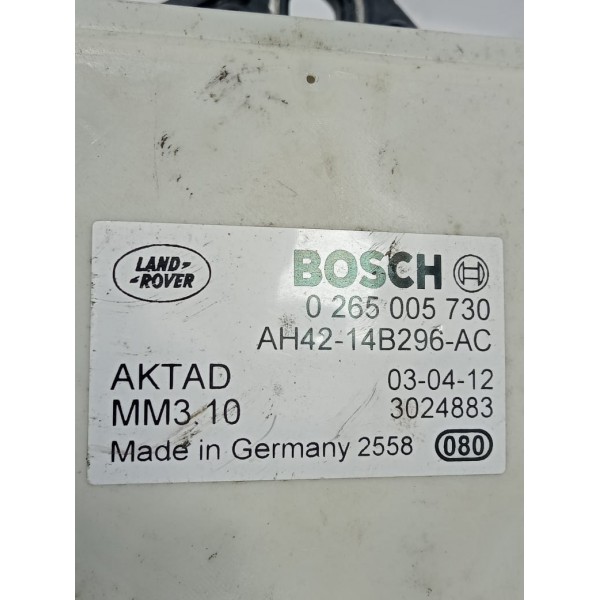 LAND-
-ROVER
BOSCH
0 265 005 730
AH42-14B296-AC
AKTAD 03-04-12
MM3 10 3024883
Made in Germany 2558 080